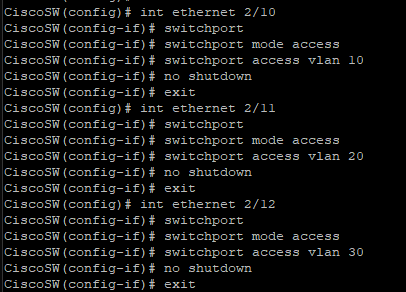 CiscoSW(config)# int ethernet 2/10
CiscoSW(config-if)# switchport
CiscoSW(config-if)# switchport mode access
CiscoSW(config-if)# switchport access vlan 10
CiscoSW(config-if)# no shutdown
CiscoSW(config-if)# exit
CiscoSW(config)# int ethernet 2/11
CiscoSW(config-if)# switchport
CiscoSW(config-if)# switchport mode access
CiscoSW(config-if)# switchport access vlan 20
CiscoSW(config-if)# no shutdown
CiscoSW(config-if)# exit
CiscoSW(config)# int ethernet 2/12
CiscoSW(config-if)# switchport
CiscoSW(config-if)# switchport mode access
CiscoSW(config-if)# switchport access vlan 30
CiscoSW(config-if)# no shutdown
CiscoSW(config-if)# exit